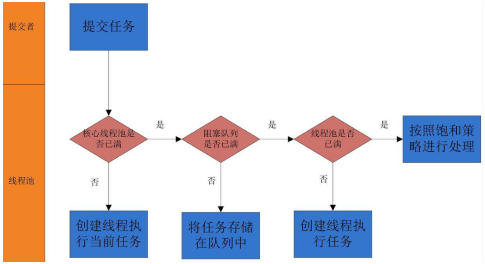 提交者
提交任务
线程池
核心线程池是
否已满
是
阻塞队列
是否已满
是
线程池是否
已满
是
按照饱和策
略进行处理
否
否
否
创建线程执
行当前任务
将任务存储
在队列中
创建线程执
行任务